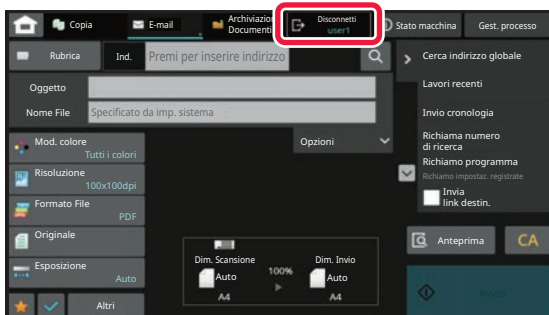 Copia
E-mail
Archiviazione
Documenti
Disconnetti
user1
Stato macchina
Gest. processo
Rubrica
Ind.
Premi per inserire indirizzo
Cerca indirizzo globale
Oggetto
Lavori recenti
Nome File
Specificato da imp. sistema
Invio cronologia
Mod. colore
Tutti i colori
Opzioni
Richiama numero
di ricerca
Risoluzione
100x100dpi
Richiamo programma
Richiamo impostaz. registrate
Formato File
PDF
Invia
link destin.
Originale
Anteprima
CA
Esposizione
Auto
Dim. Scansione
Auto
A4
100%
Dim. Invio
Auto
A4
Altri
Avvio